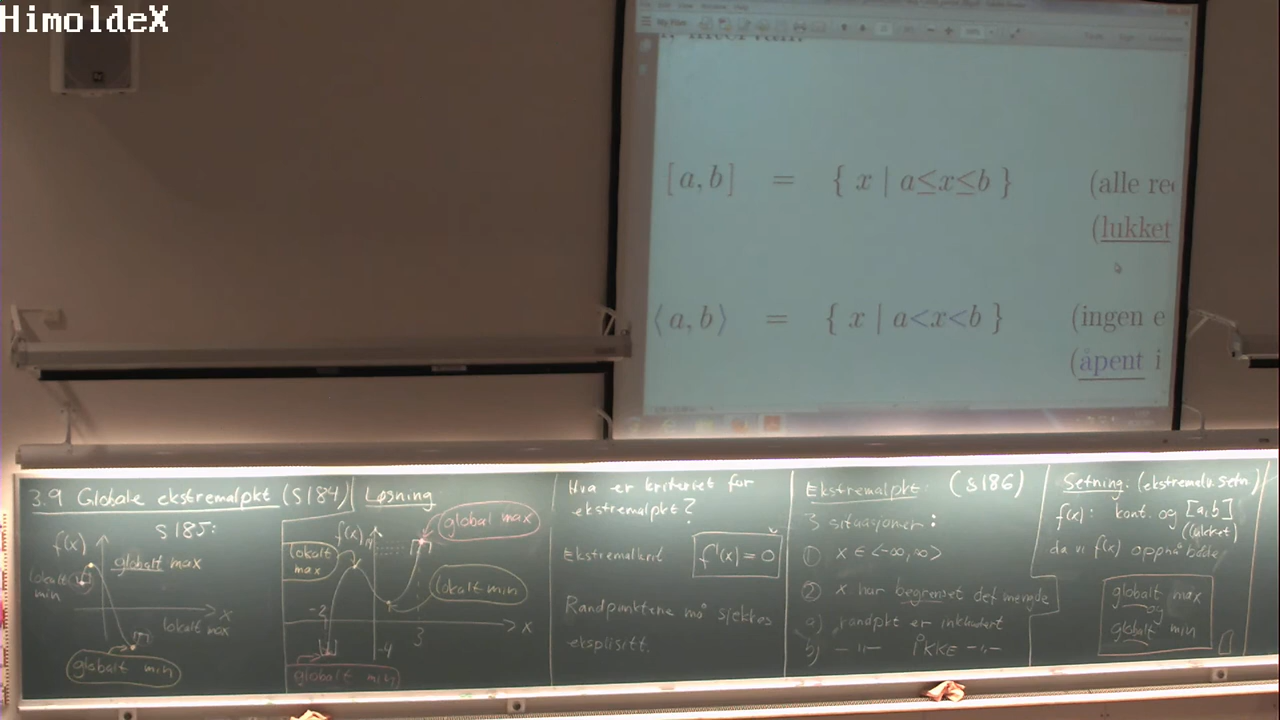 HimoldeX
My Plan
[a, b] = { x | a≤x≤b } (alle re
(lukket
⟨a, b⟩ = { x | a<x<b } (ingen e
(åpent i
3.9 Globale ekstremalpkt (S184)
S185:
f(x)
globalt max
lokalt
min
x
lokalt max
globalt min
Løsning
f(x)
global max
lokalt
max
lokalt min
-2
3
x
-4
globalt min
Hva er kriteriet for
ekstremalpkt?
Ekstremalkrit
f'(x) = 0
Randpunktene må sjekkes
eksplisitt.
Ekstremalpkt: (S186)
3 situasjoner:
① x ∈ <-∞,∞>
② x har begrenset def.mengde
a) randpkt er inkludert
b) -"- IKKE -"-
Setning: (ekstremalv.setn)
f(x): kont. og [a,b]
(lukket)
da vil f(x) oppnå både
globalt max
og
globalt min